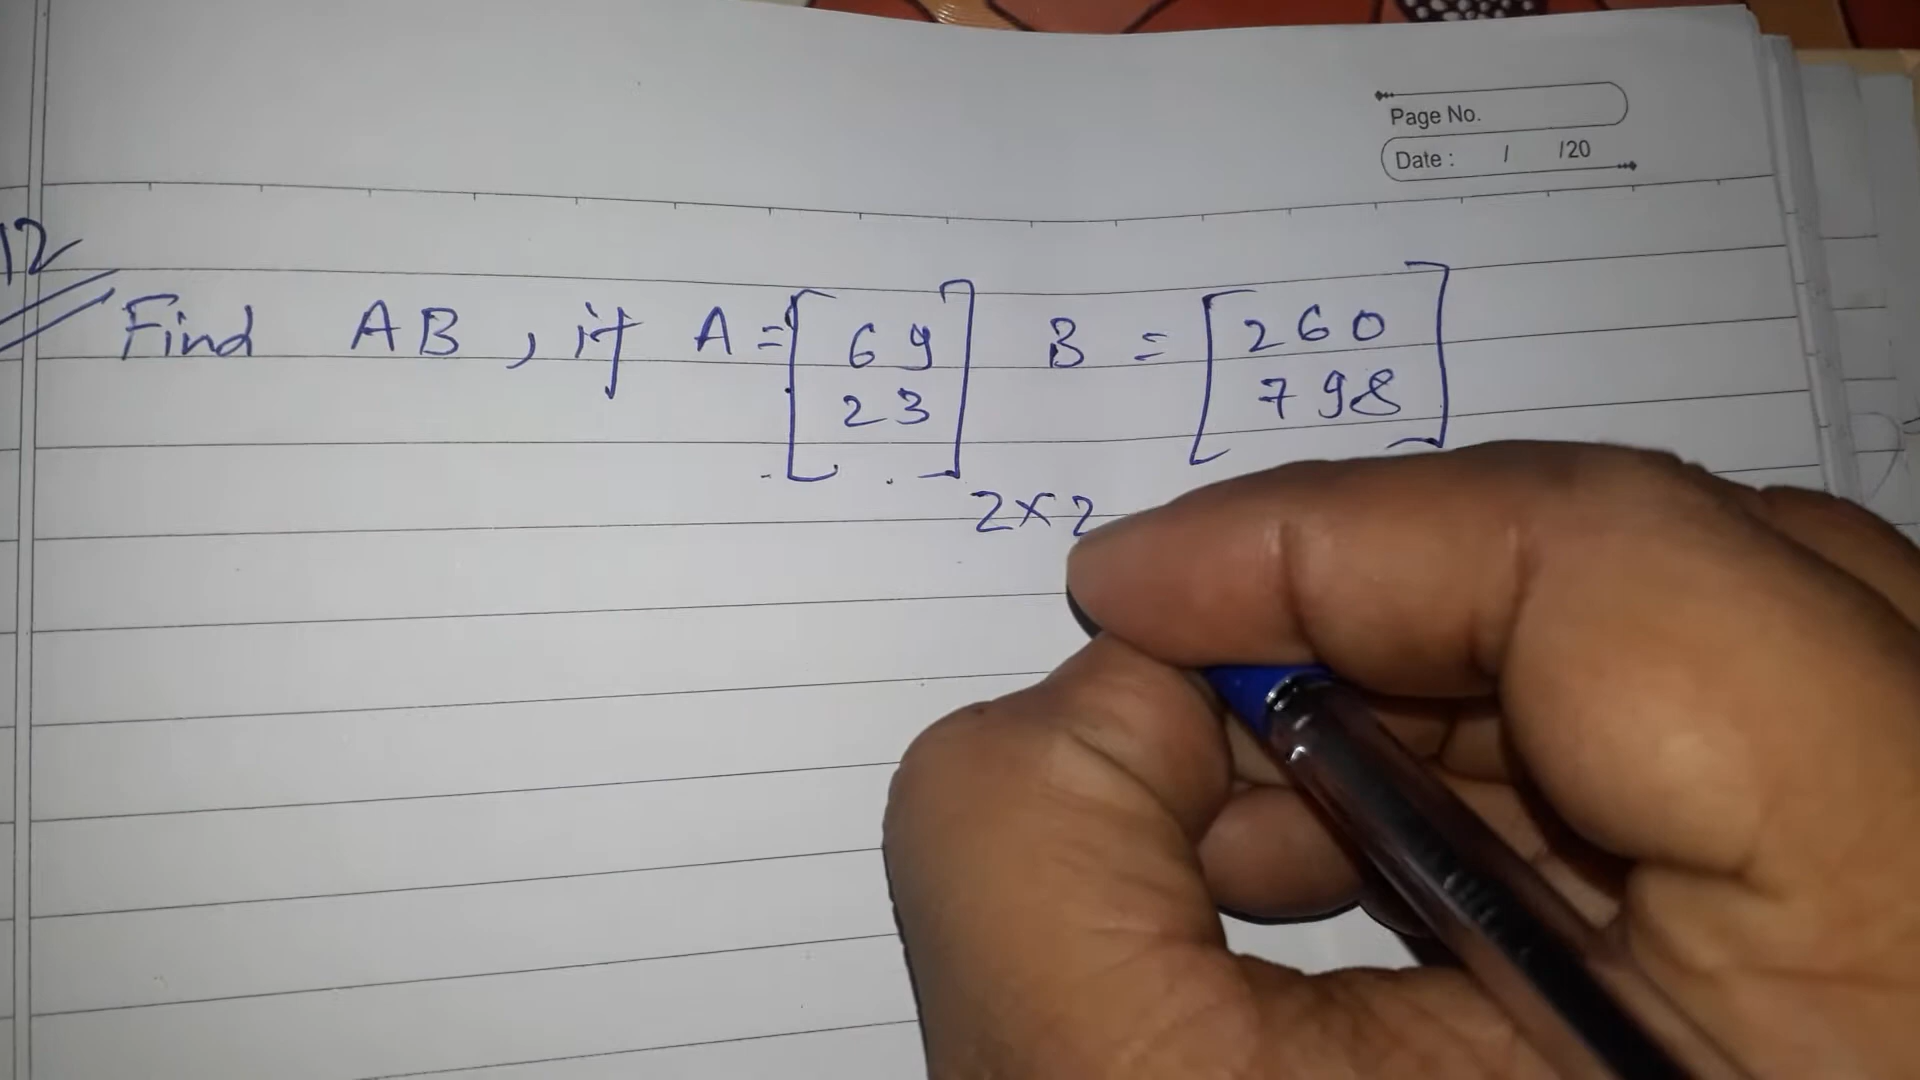 Page No.
Date : / /20
12
Find AB, if A = [ 6 9 ] B = [ 2 6 0 ]
2 3 7 9 8
2×2